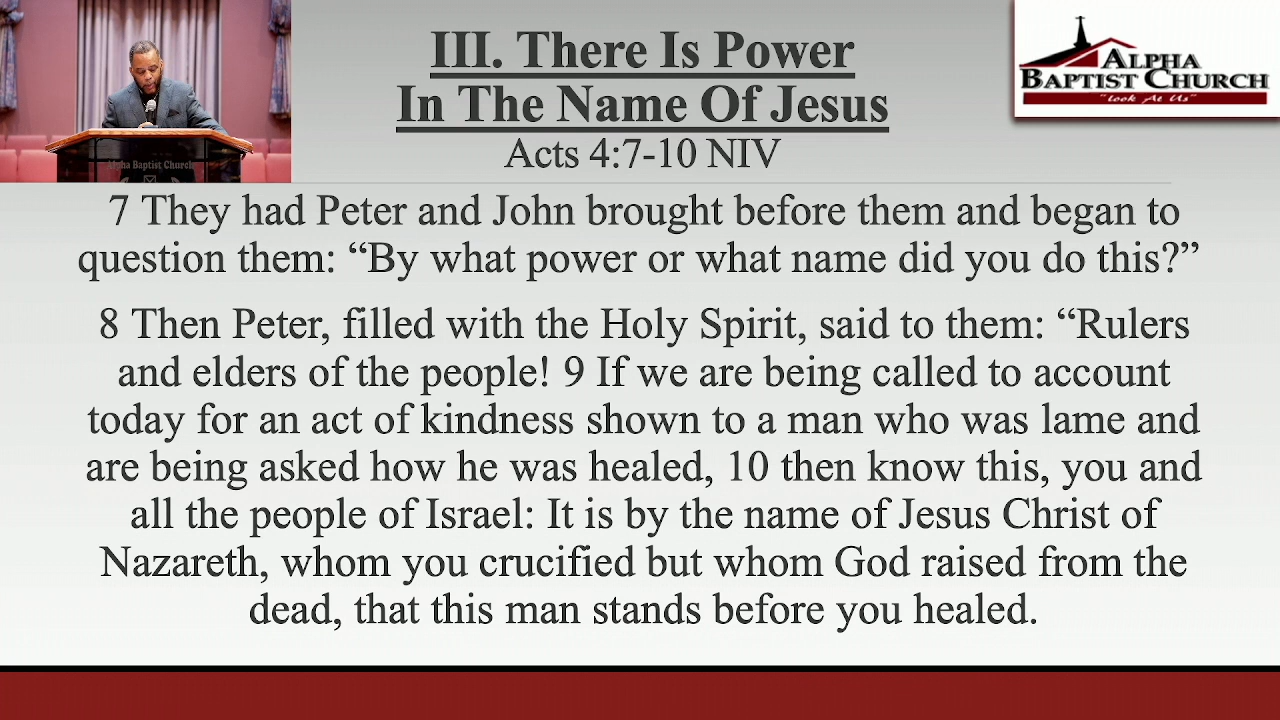 III. There Is Power
In The Name Of Jesus
Acts 4:7-10 NIV
ALPHA
BAPTIST CHURCH
"Look At Us"
Alpha Baptist Church
7 They had Peter and John brought before them and began to
question them: “By what power or what name did you do this?”
8 Then Peter, filled with the Holy Spirit, said to them: “Rulers
and elders of the people! 9 If we are being called to account
today for an act of kindness shown to a man who was lame and
are being asked how he was healed, 10 then know this, you and
all the people of Israel: It is by the name of Jesus Christ of
Nazareth, whom you crucified but whom God raised from the
dead, that this man stands before you healed.